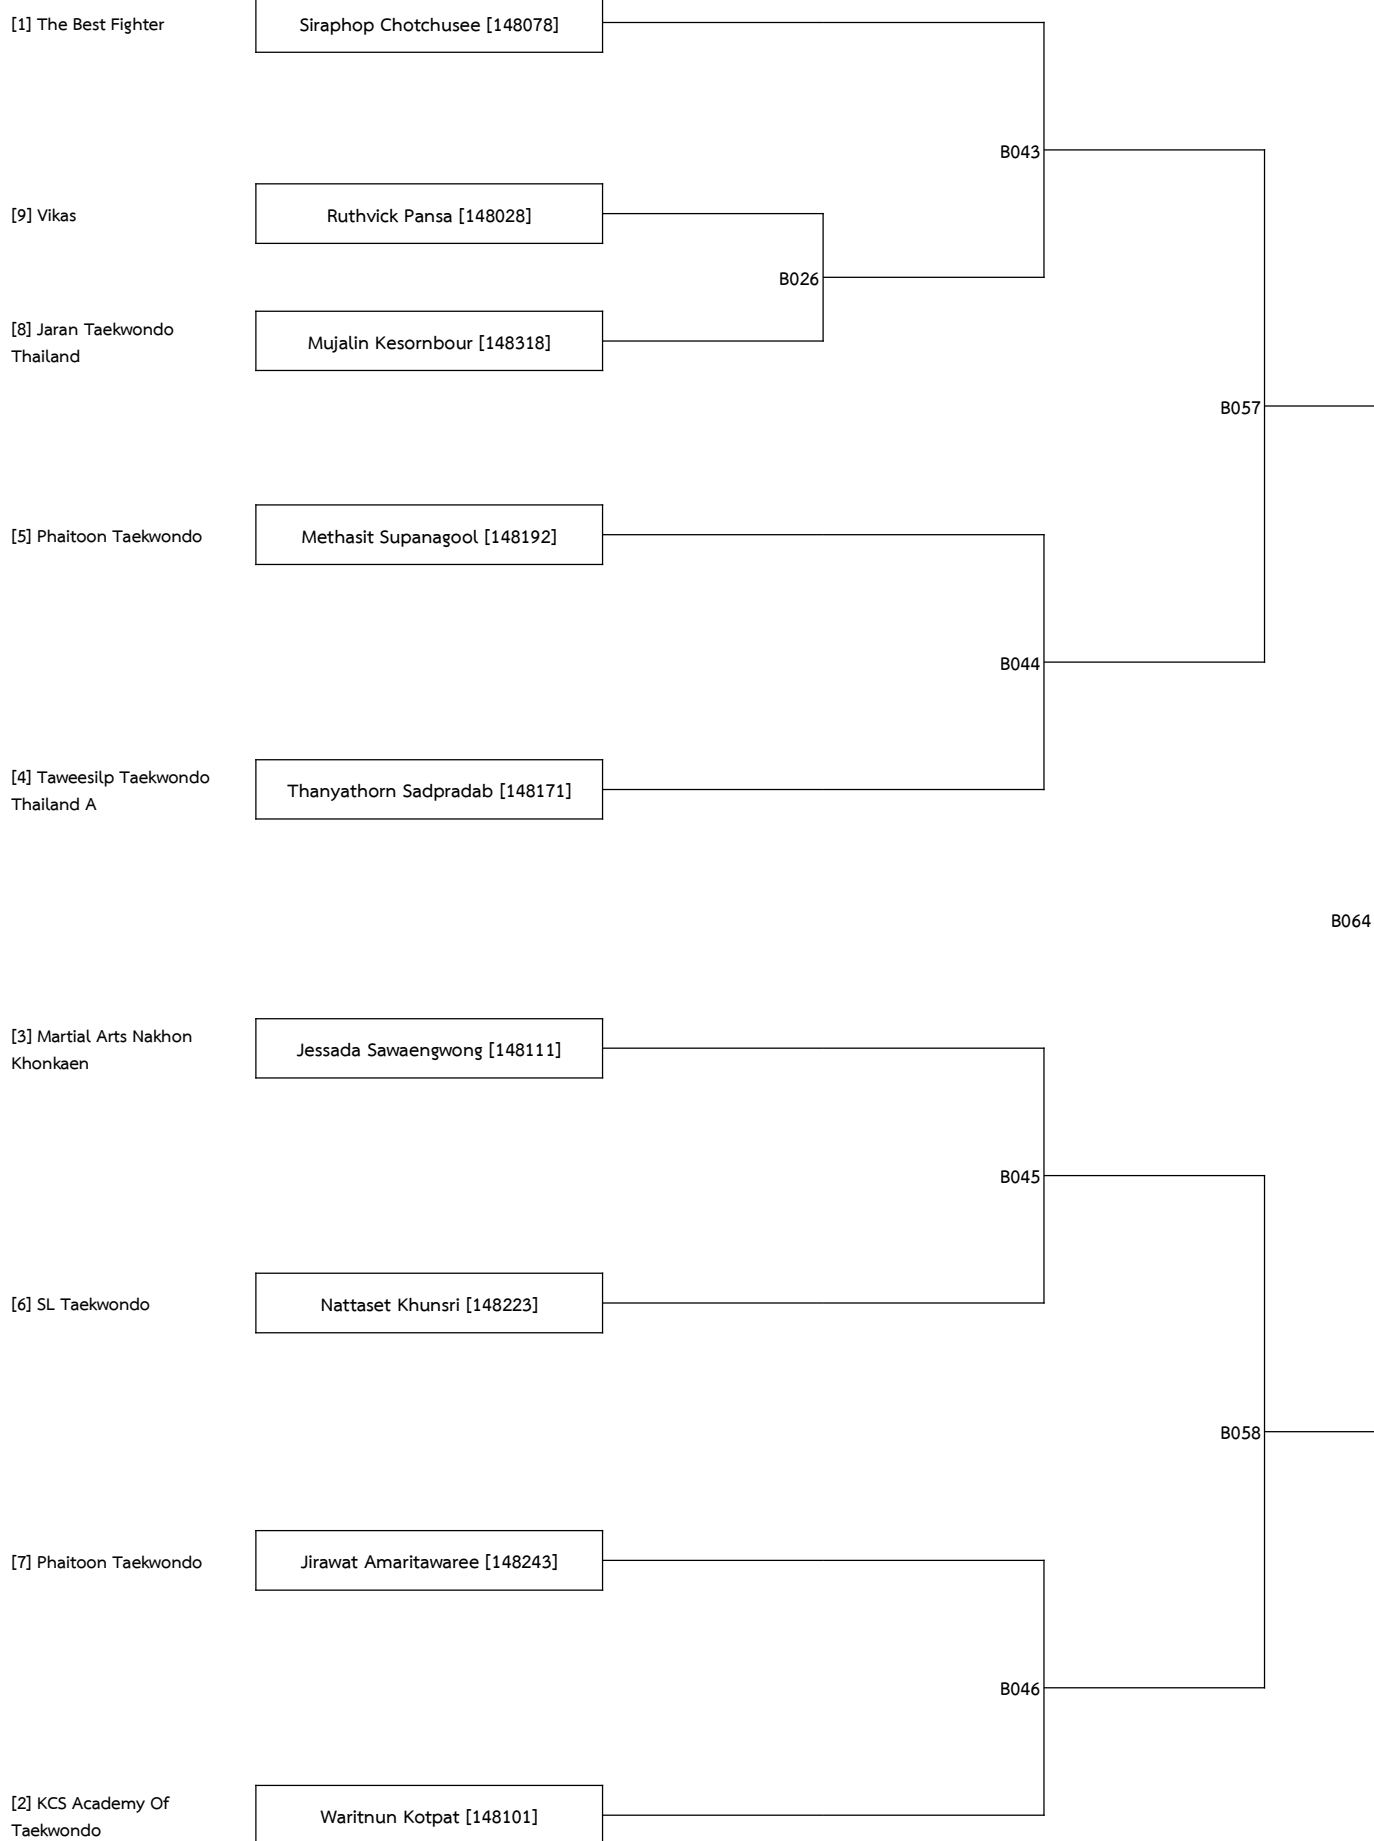 [1] The Best Fighter
Siraphop Chotchusee [148078]
B043
[9] Vikas
Ruthvick Pansa [148028]
B026
[8] Jaran Taekwondo
Thailand
Mujalin Kesornbour [148318]
B057
[5] Phaitoon Taekwondo
Methasit Supanagool [148192]
B044
[4] Taweesilp Taekwondo
Thailand A
Thanyathorn Sadpradab [148171]
B064
[3] Martial Arts Nakhon
Khonkaen
Jessada Sawaengwong [148111]
B045
[6] SL Taekwondo
Nattaset Khunsri [148223]
B058
[7] Phaitoon Taekwondo
Jirawat Amaritawaree [148243]
B046
[2] KCS Academy Of
Taekwondo
Waritnun Kotpat [148101]